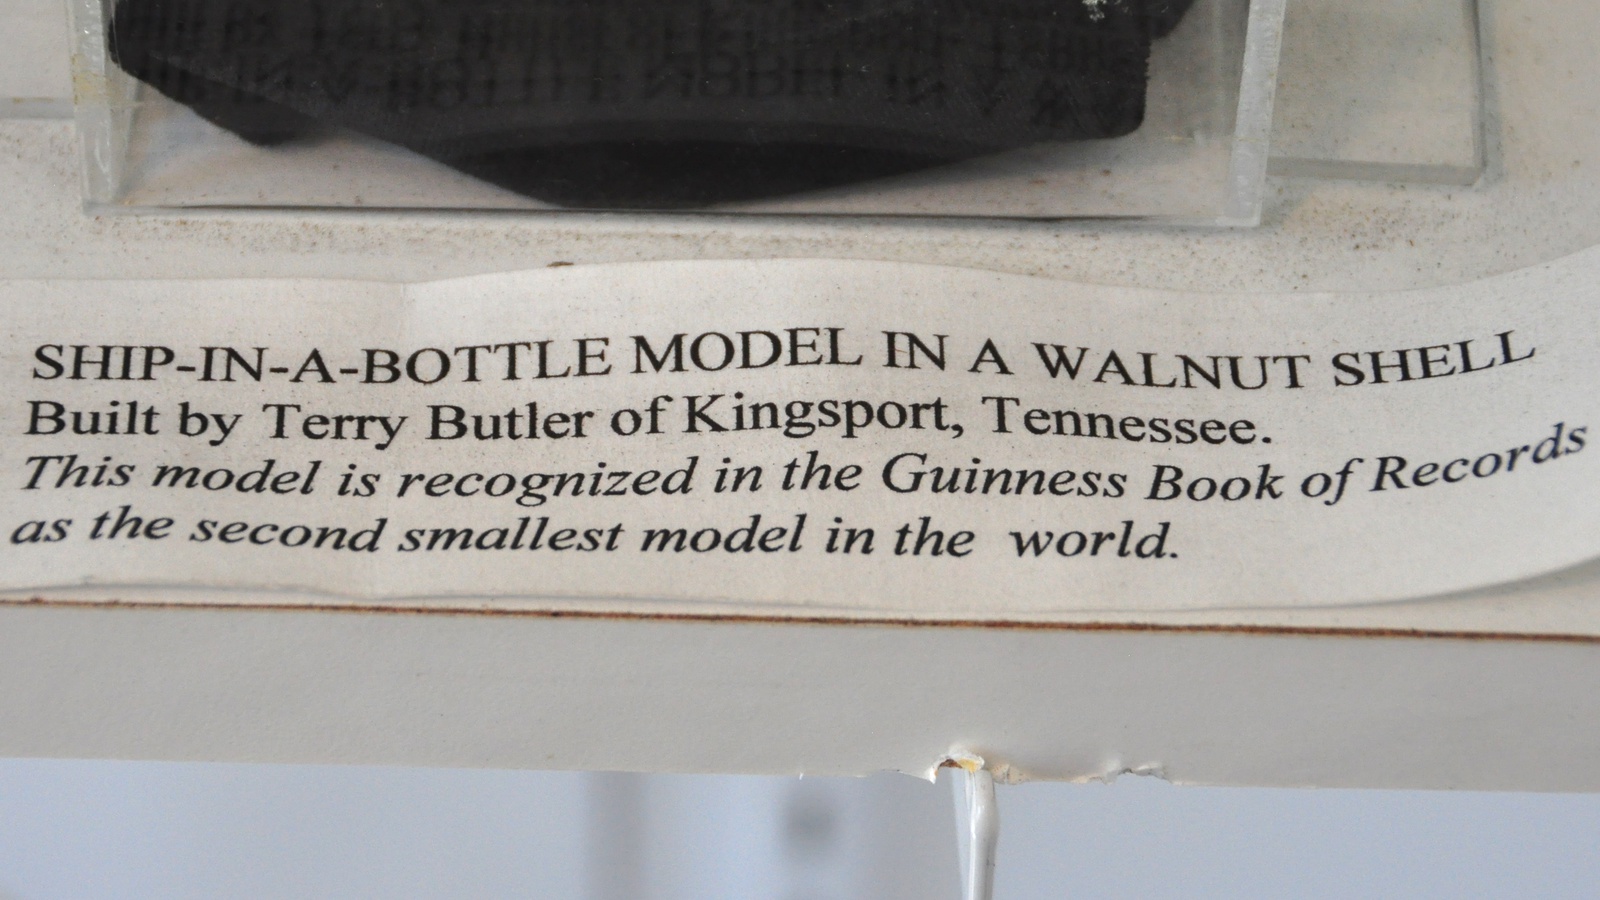 SHIP-IN-A-BOTTLE MODEL IN A WALNUT SHELL
Built by Terry Butler of Kingsport, Tennessee.
This model is recognized in the Guinness Book of Records
as the second smallest model in the world.